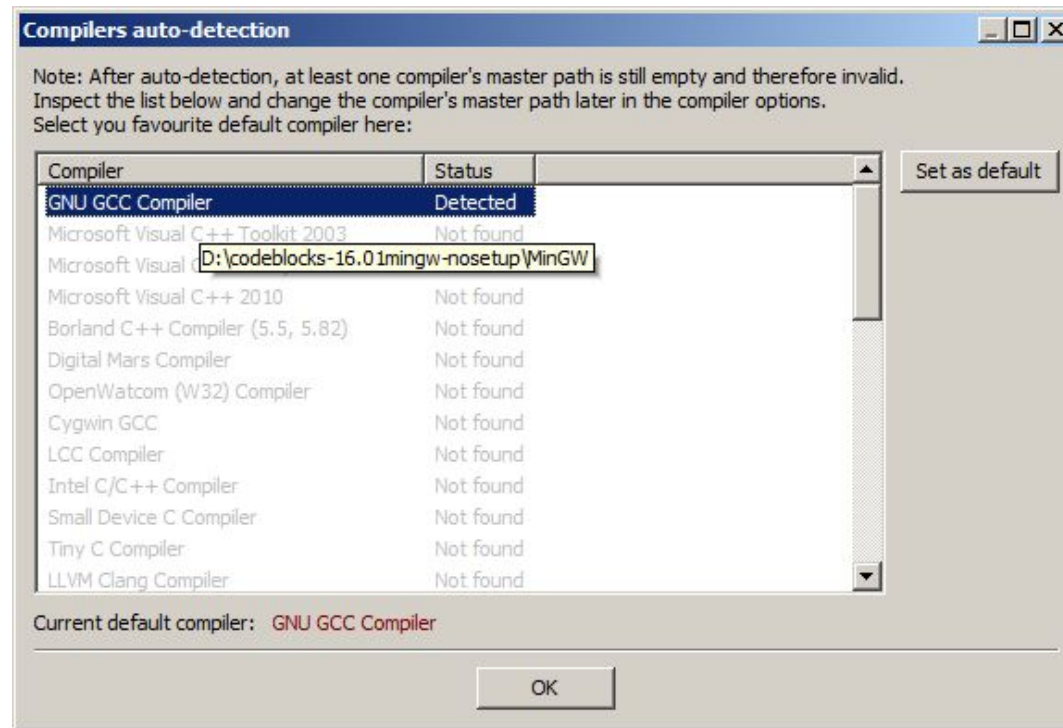 Compilers auto-detection
Note: After auto-detection, at least one compiler's master path is still empty and therefore invalid.
Inspect the list below and change the compiler's master path later in the compiler options.
Select you favourite default compiler here:
Compiler Status
Set as default
GNU GCC Compiler Detected
Microsoft Visual C++ Toolkit 2003 Not found
Microsoft Visual Not found
D:\codeblocks-16.01mingw-nosetup\MinGW
Microsoft Visual C++ 2010 Not found
Borland C++ Compiler (5.5, 5.82) Not found
Digital Mars Compiler Not found
OpenWatcom (W32) Compiler Not found
Cygwin GCC Not found
LCC Compiler Not found
Intel C/C++ Compiler Not found
Small Device C Compiler Not found
Tiny C Compiler Not found
LLVM Clang Compiler Not found
Current default compiler: GNU GCC Compiler
OK